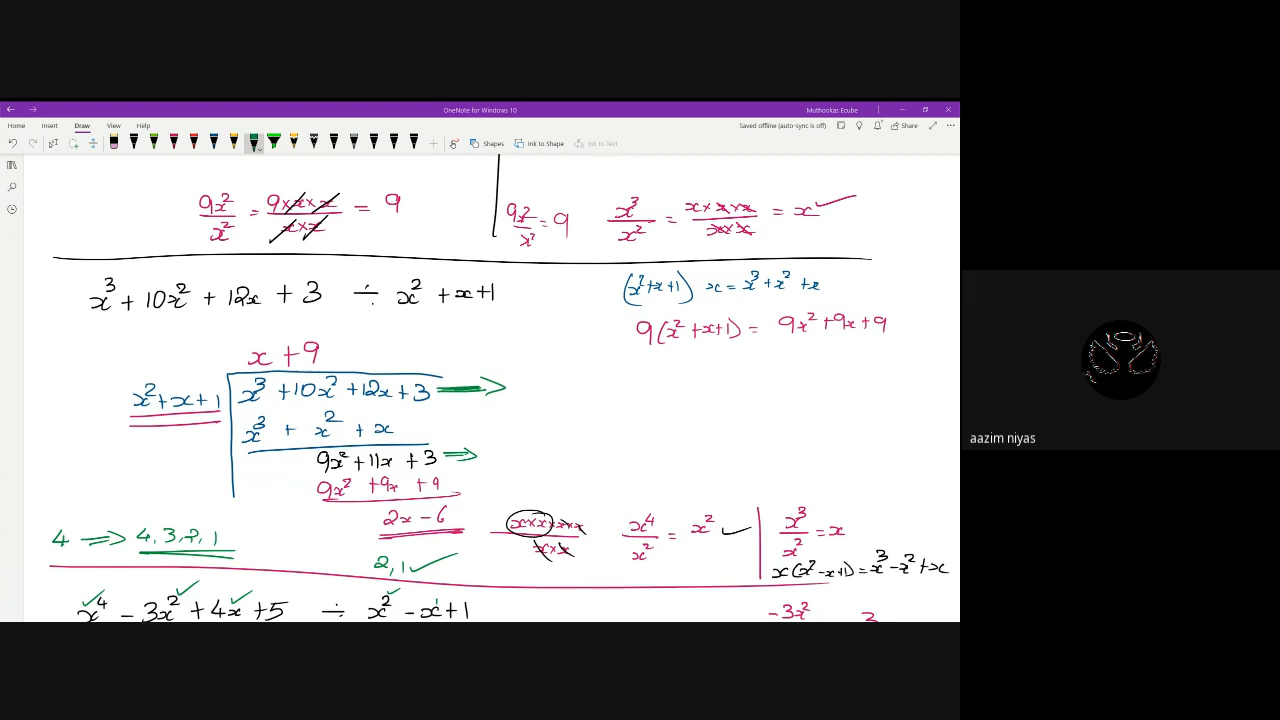 OneNote for Windows 10
Muthookas Ecube
Home Insert Draw View Help
Saved offline (auto-sync is off)
Share
Shapes
Ink to Shape
Ink to Text
9x²/x² = 9×x×x/x×x = 9
9x²/x² = 9
x³/x² = x×x×x/x×x = x ✓
x³ + 10x² + 12x + 3 ÷ x² + x + 1
(x²+x+1) x = x³ + x² + x
9(x² + x + 1) = 9x² + 9x + 9
x + 9
x² + x + 1
x³ + 10x² + 12x + 3
x³ + x² + x
9x² + 11x + 3
9x² + 9x + 9
2x − 6
2, 1 ✓
4 ⇒ 4, 3, 2, 1
x×x×x×x/x×x
x⁴/x² = x² ✓
x³/x² = x
x(x² − x + 1) = x³ − x² + x
x⁴ − 3x² + 4x + 5 ÷ x² − x + 1
−3x²
aazim niyas